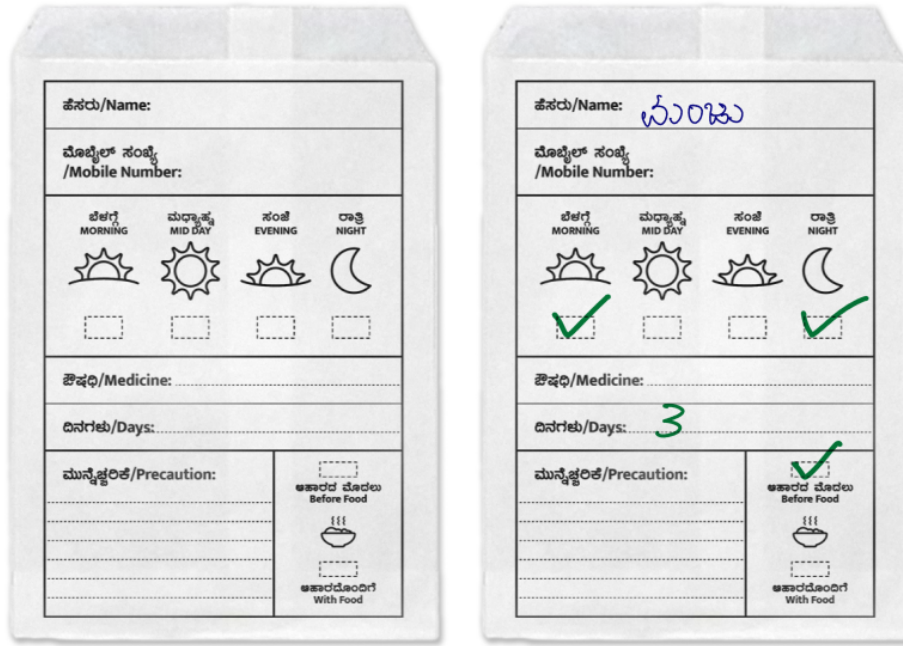 ಹೆಸರು/Name:
ಮೊಬೈಲ್ ಸಂಖ್ಯೆ
/Mobile Number:
ಬೆಳಗ್ಗೆ ಮಧ್ಯಾಹ್ನ ಸಂಜೆ ರಾತ್ರಿ
MORNING MID DAY EVENING NIGHT
ಔಷಧಿ/Medicine:
ದಿನಗಳು/Days:
ಮುನ್ನೆಚ್ಚರಿಕೆ/Precaution:
ಆಹಾರದ ಮೊದಲು
Before Food
ಆಹಾರದೊಂದಿಗೆ
With Food
ಹೆಸರು/Name: ಮಂಜು
ಮೊಬೈಲ್ ಸಂಖ್ಯೆ
/Mobile Number:
ಬೆಳಗ್ಗೆ ಮಧ್ಯಾಹ್ನ ಸಂಜೆ ರಾತ್ರಿ
MORNING MID DAY EVENING NIGHT
ಔಷಧಿ/Medicine:
ದಿನಗಳು/Days: 3
ಮುನ್ನೆಚ್ಚರಿಕೆ/Precaution:
ಆಹಾರದ ಮೊದಲು
Before Food
ಆಹಾರದೊಂದಿಗೆ
With Food